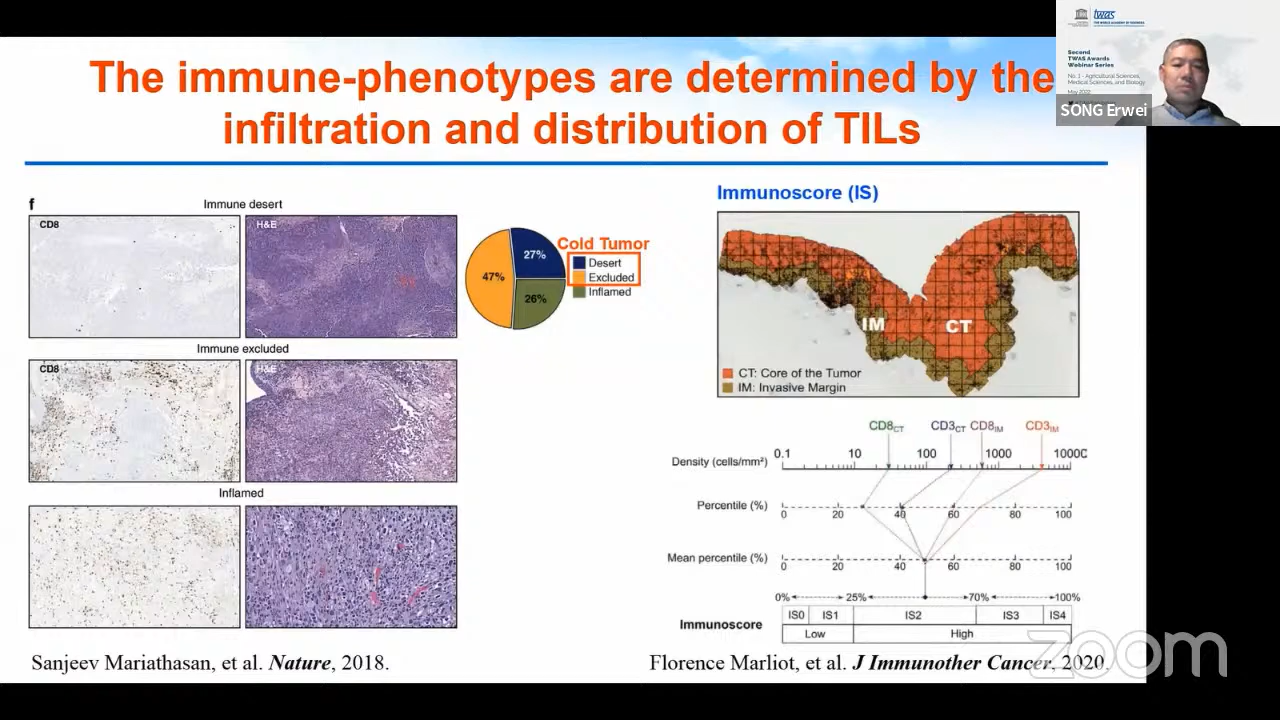 The immune-phenotypes are determined by the
infiltration and distribution of TILs
twas
Second
TWAS Awards
Webinar Series
No. 1 - Agricultural Sciences,
Medical Sciences, and Biology
May 2022
SONG Erwei
f
Immune desert
CD8
H&E
Immune excluded
CD8
H&E
Inflamed
27%
47%
26%
Cold Tumor
Desert
Excluded
Inflamed
Immunoscore (IS)
IM
CT
CT: Core of the Tumor
IM: Invasive Margin
CD8CT CD3CT CD8IM CD3IM
0.1 10 100 1000 1000C
Density (cells/mm²)
Percentile (%)
0 20 40 60 80 100
Mean percentile (%)
0 20 40 60 80 100
0% 25% 70% 100%
IS0 IS1 IS2 IS3 IS4
Immunoscore
Low High
Sanjeev Mariathasan, et al. Nature, 2018.
Florence Marliot, et al. J Immunother Cancer, 2020.
zoom